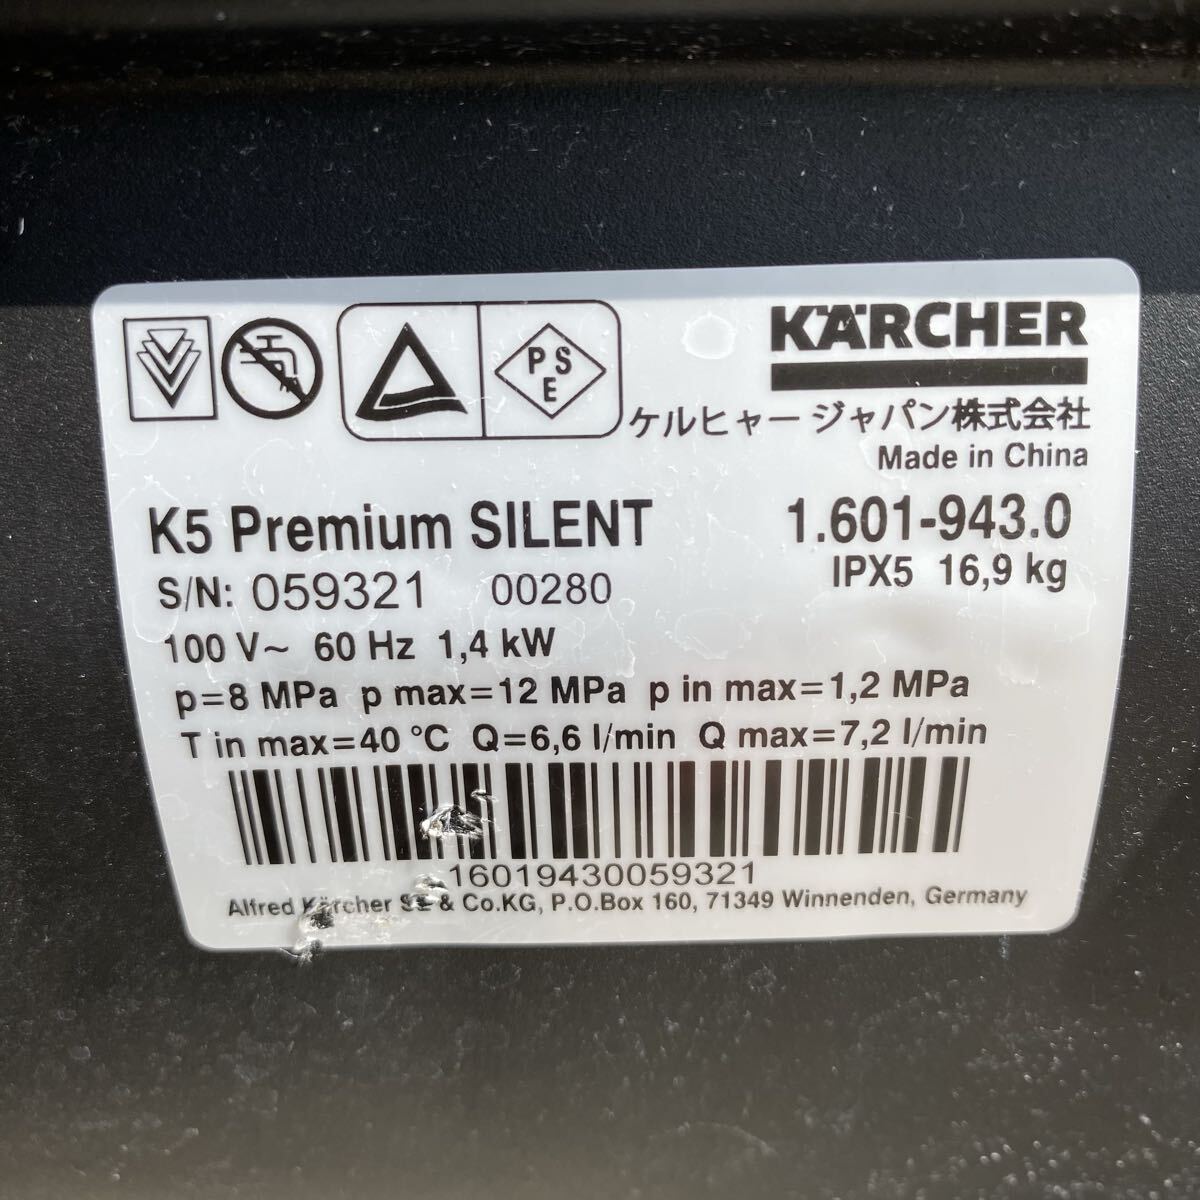 PSE
KÄRCHER
ケルヒャー ジャパン株式会社
Made in China
K5 Premium SILENT 1.601-943.0
S/N: 059321 00280 IPX5 16,9 kg
100 V~ 60 Hz 1,4 kW
p=8 MPa p max=12 MPa p in max=1,2 MPa
T in max=40 °C Q=6,6 l/min Q max=7,2 l/min
16019430059321
Alfred Kärcher SE & Co.KG, P.O.Box 160, 71349 Winnenden, Germany